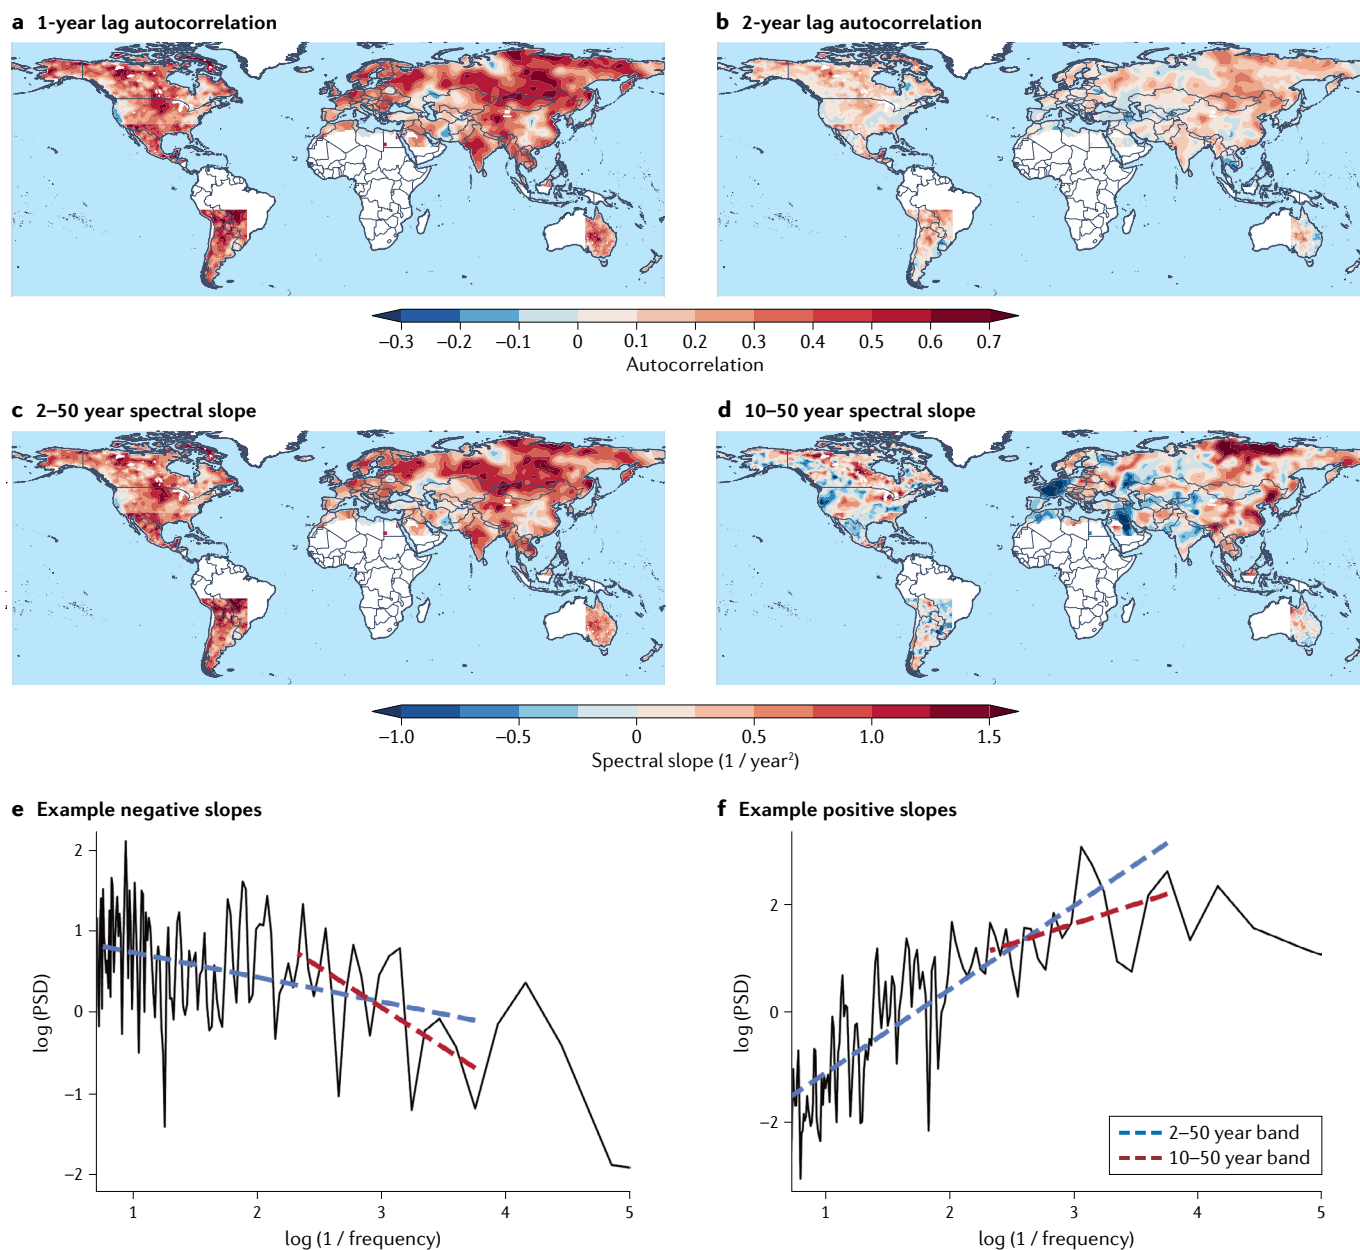 a 1-year lag autocorrelation
b 2-year lag autocorrelation
−0.3 −0.2 −0.1 0 0.1 0.2 0.3 0.4 0.5 0.6 0.7
Autocorrelation
c 2–50 year spectral slope
d 10–50 year spectral slope
−1.0 −0.5 0 0.5 1.0 1.5
Spectral slope (1 / year²)
e Example negative slopes
2
1
0
−1
−2
log (PSD)
1 2 3 4 5
log (1 / frequency)
f Example positive slopes
2
0
−2
log (PSD)
2–50 year band
10–50 year band
1 2 3 4 5
log (1 / frequency)